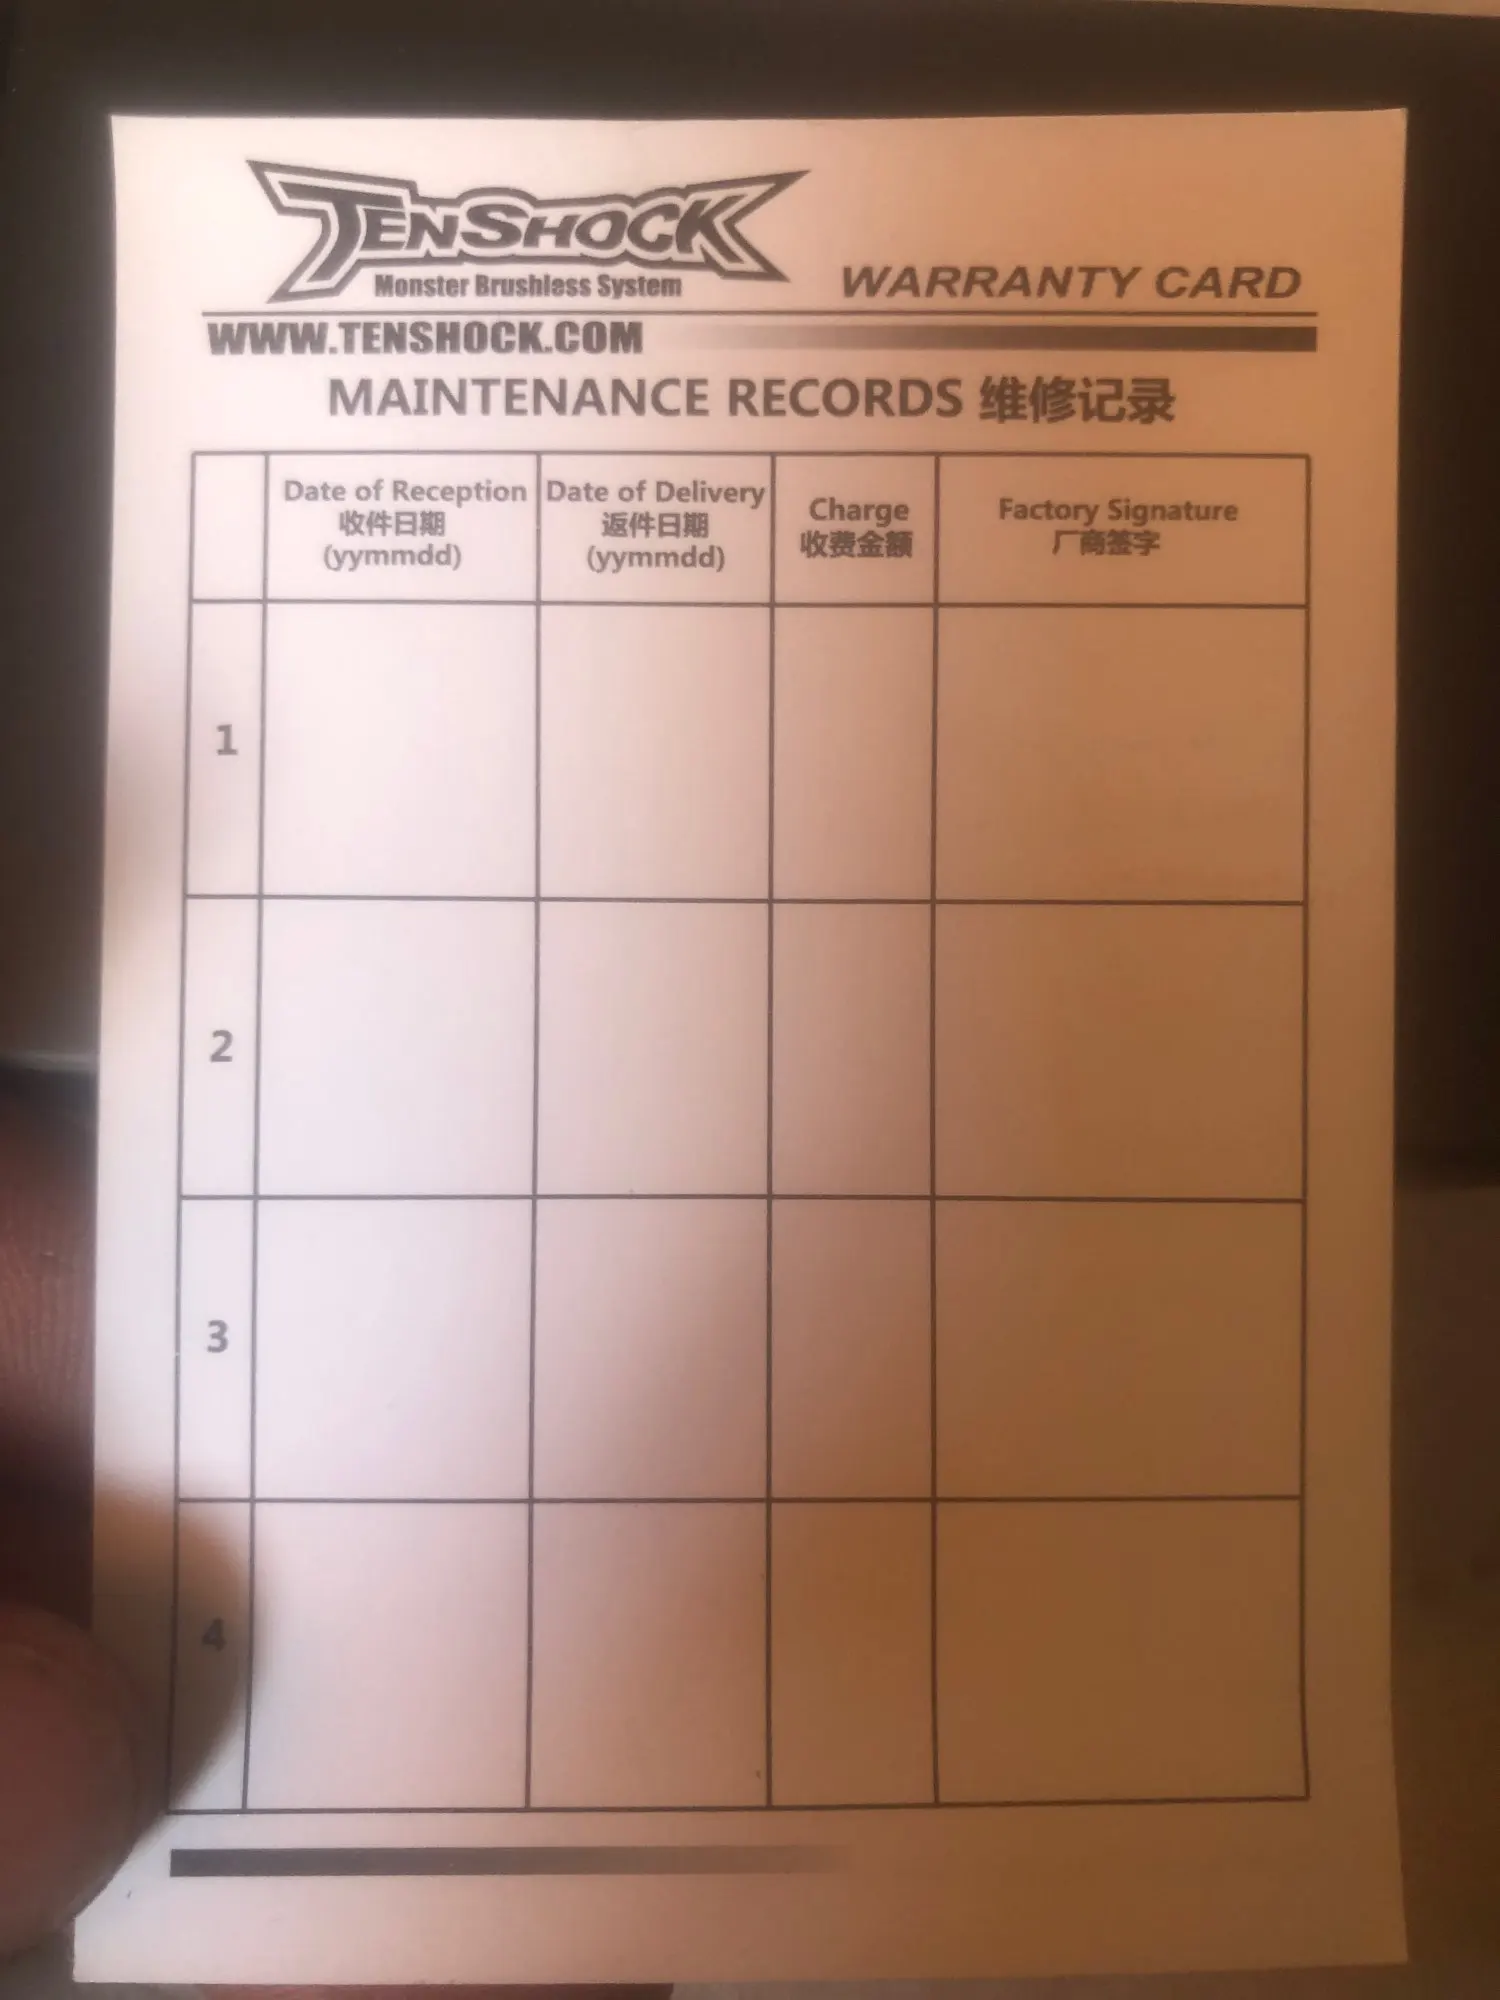 TENSHOCK
Monster Brushless System
WARRANTY CARD
WWW.TENSHOCK.COM
MAINTENANCE RECORDS 维修记录
Date of Reception
收件日期
(yymmdd)
Date of Delivery
返件日期
(yymmdd)
Charge
收费金额
Factory Signature
厂商签字
1
2
3
4